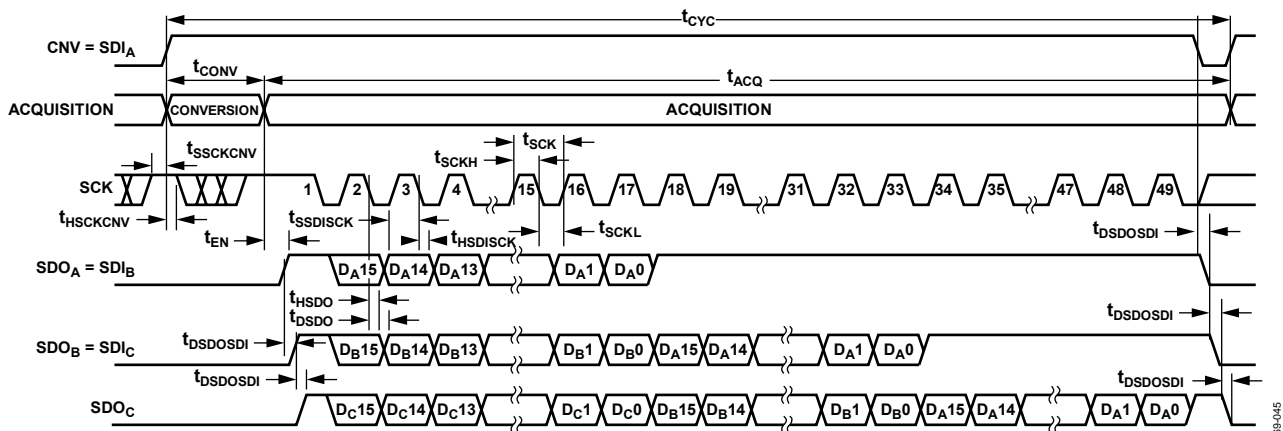 tCYC
CNV = SDIA
tCONV
tACQ
ACQUISITION
CONVERSION
ACQUISITION
tSCK
tSSCKCNV
tSCKH
SCK
1 2 3 4 15 16 17 18 19 31 32 33 34 35 47 48 49
tHSCKCNV
tSSDISCK
tHSDISCK
tSCKL
tEN
tDSDOSDI
SDOA = SDIB
DA15 DA14 DA13 DA1 DA0
tHSDO
tDSDO
tDSDOSDI
tDSDOSDI
SDOB = SDIC
DB15 DB14 DB13 DB1 DB0 DA15 DA14 DA1 DA0
tDSDOSDI
tDSDOSDI
SDOC
DC15 DC14 DC13 DC1 DC0 DB15 DB14 DB1 DB0 DA15 DA14 DA1 DA0